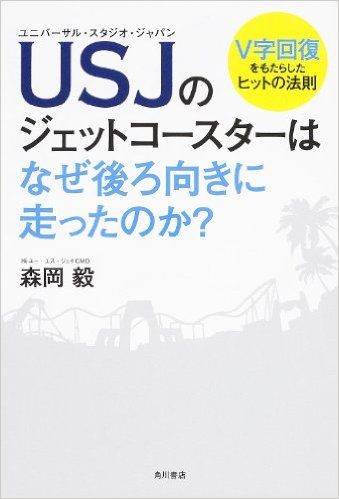 ユニバーサル・スタジオ・ジャパン
USJの
ジェットコースターは
なぜ後ろ向きに
走ったのか?
V字回復
をもたらした
ヒットの法則
㈱ユー・エス・ジェイCMO
森岡 毅
角川書店